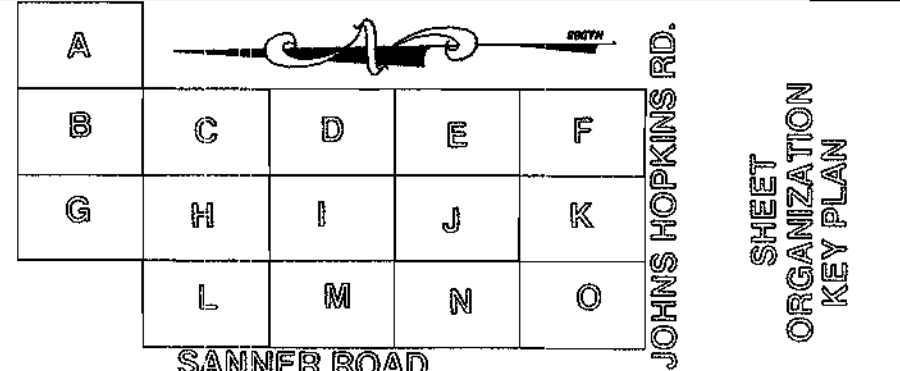 A
B C D E F
G H I J K
L M N O
SANNER ROAD
JOHNS HOPKINS RD.
SHEET
ORGANIZATION
KEY PLAN